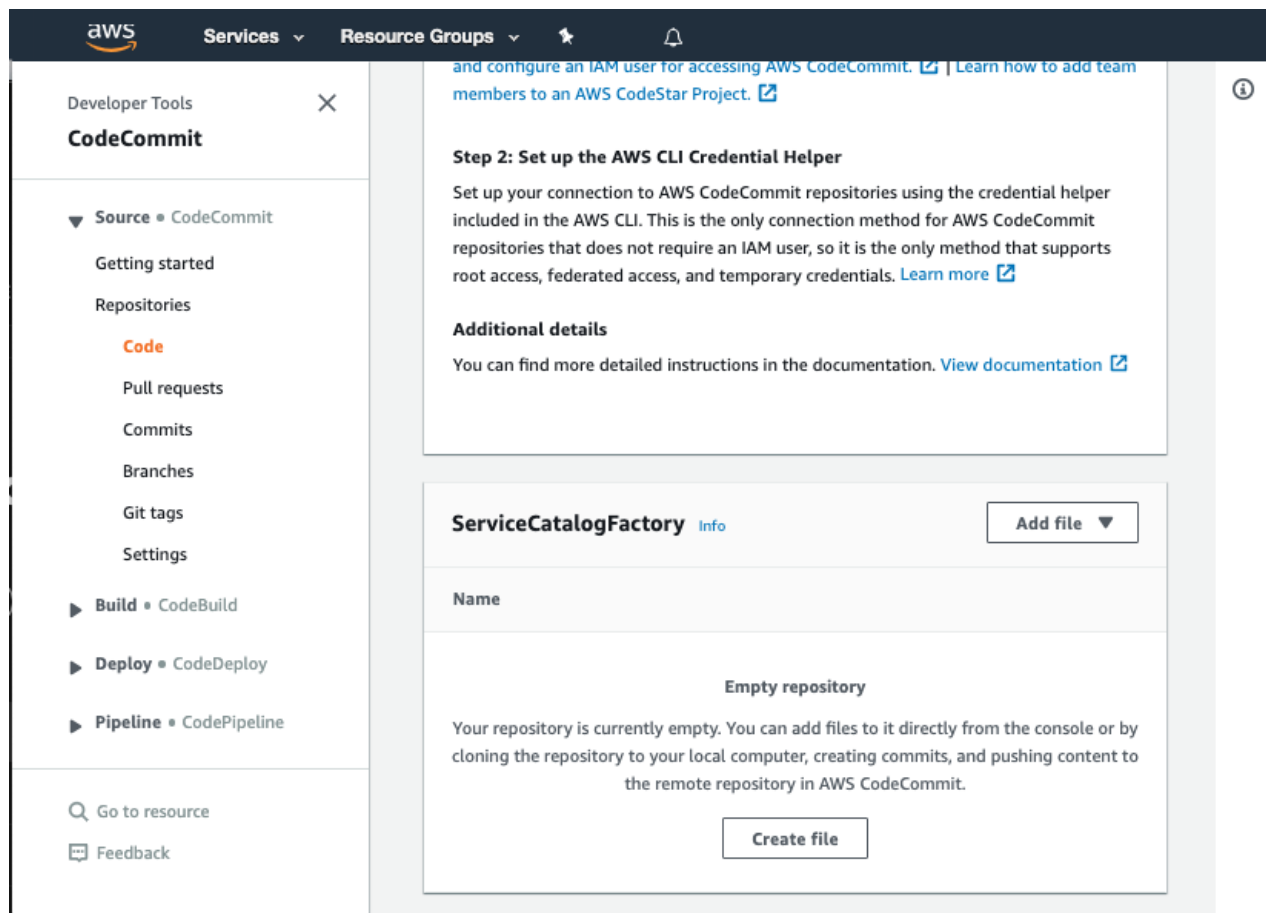 aws Services Resource Groups
Developer Tools
CodeCommit
Source • CodeCommit
Getting started
Repositories
Code
Pull requests
Commits
Branches
Git tags
Settings
Build • CodeBuild
Deploy • CodeDeploy
Pipeline • CodePipeline
Go to resource
Feedback
and configure an IAM user for accessing AWS CodeCommit. | Learn how to add team
members to an AWS CodeStar Project.
Step 2: Set up the AWS CLI Credential Helper
Set up your connection to AWS CodeCommit repositories using the credential helper
included in the AWS CLI. This is the only connection method for AWS CodeCommit
repositories that does not require an IAM user, so it is the only method that supports
root access, federated access, and temporary credentials. Learn more
Additional details
You can find more detailed instructions in the documentation. View documentation
ServiceCatalogFactory Info
Add file
Name
Empty repository
Your repository is currently empty. You can add files to it directly from the console or by
cloning the repository to your local computer, creating commits, and pushing content to
the remote repository in AWS CodeCommit.
Create file